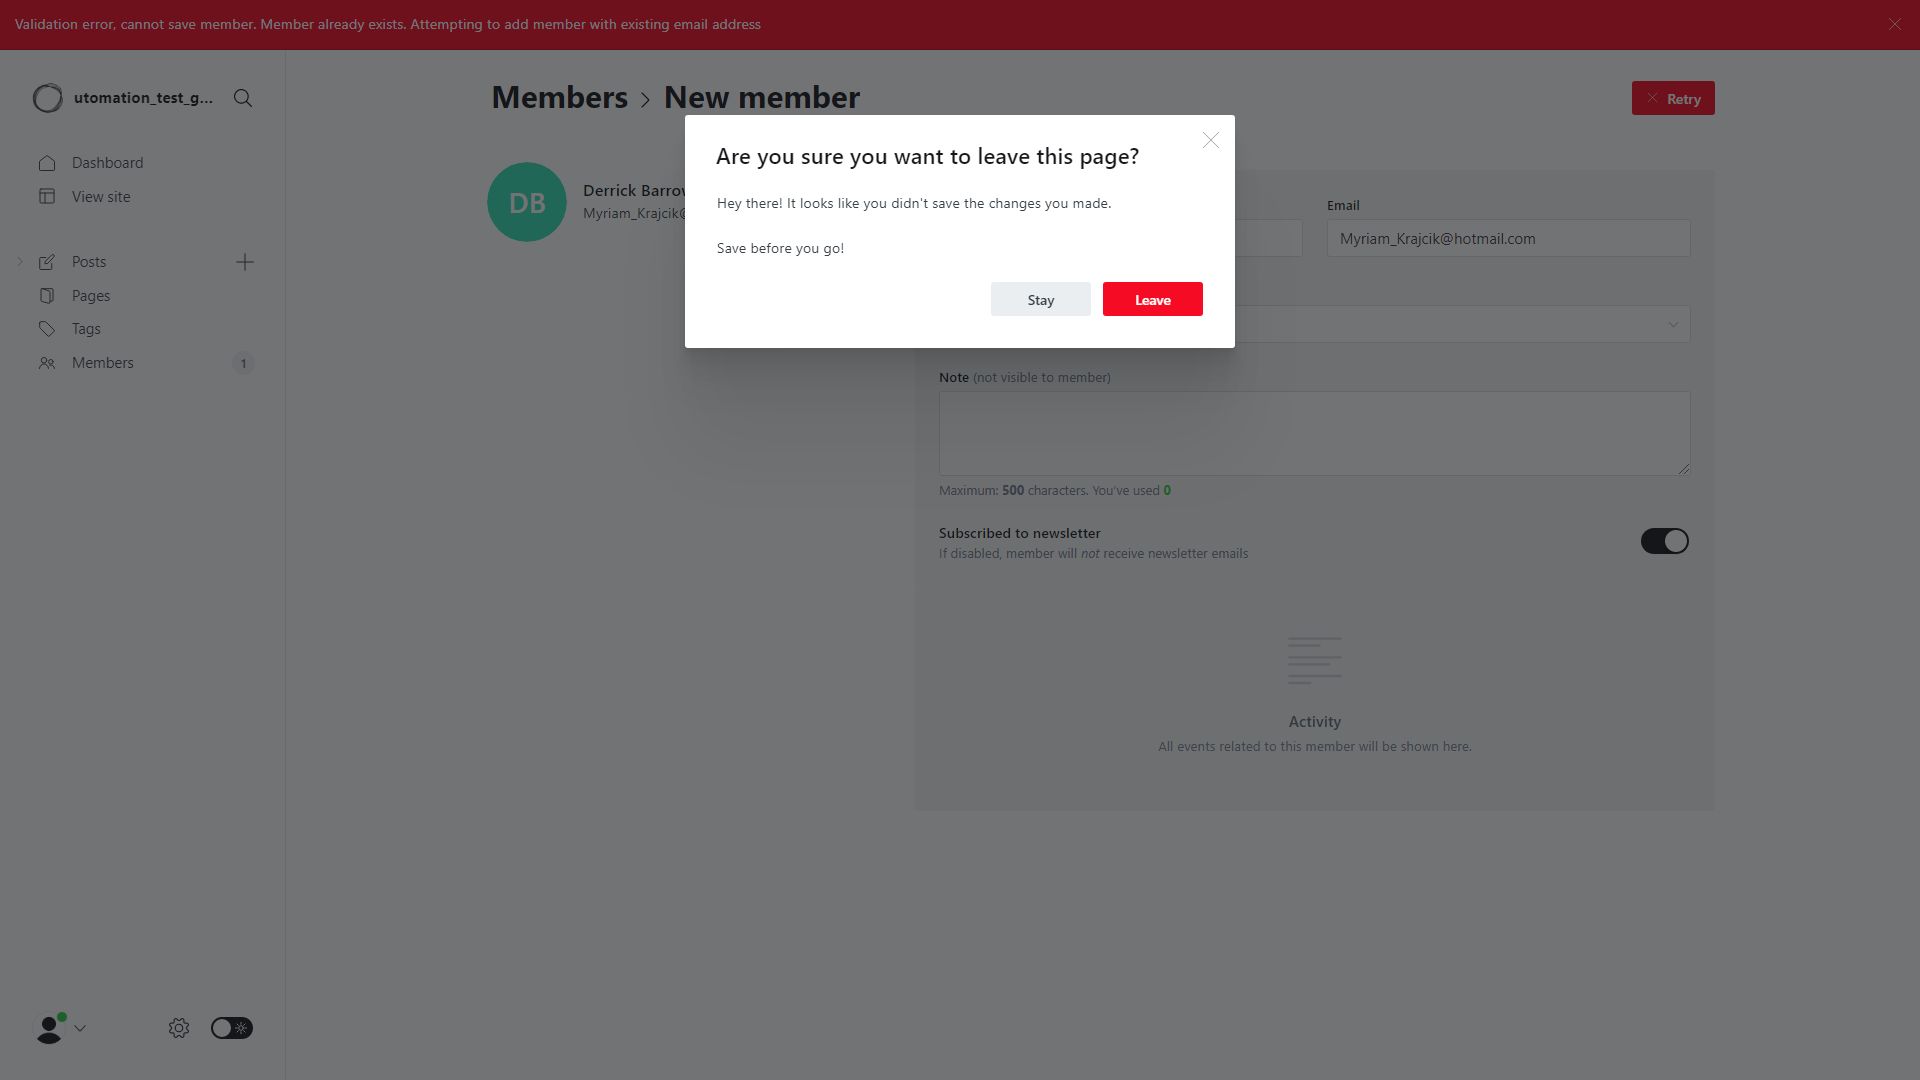 Validation error, cannot save member. Member already exists. Attempting to add member with existing email address
utomation_test_g...
Dashboard
View site
Posts
Pages
Tags
Members
1
Members > New member
Retry
DB
Derrick Barrow
Myriam_Krajcik@
Email
Myriam_Krajcik@hotmail.com
Are you sure you want to leave this page?
Hey there! It looks like you didn't save the changes you made.
Save before you go!
Stay
Leave
Note (not visible to member)
Maximum: 500 characters. You've used 0
Subscribed to newsletter
If disabled, member will not receive newsletter emails
Activity
All events related to this member will be shown here.